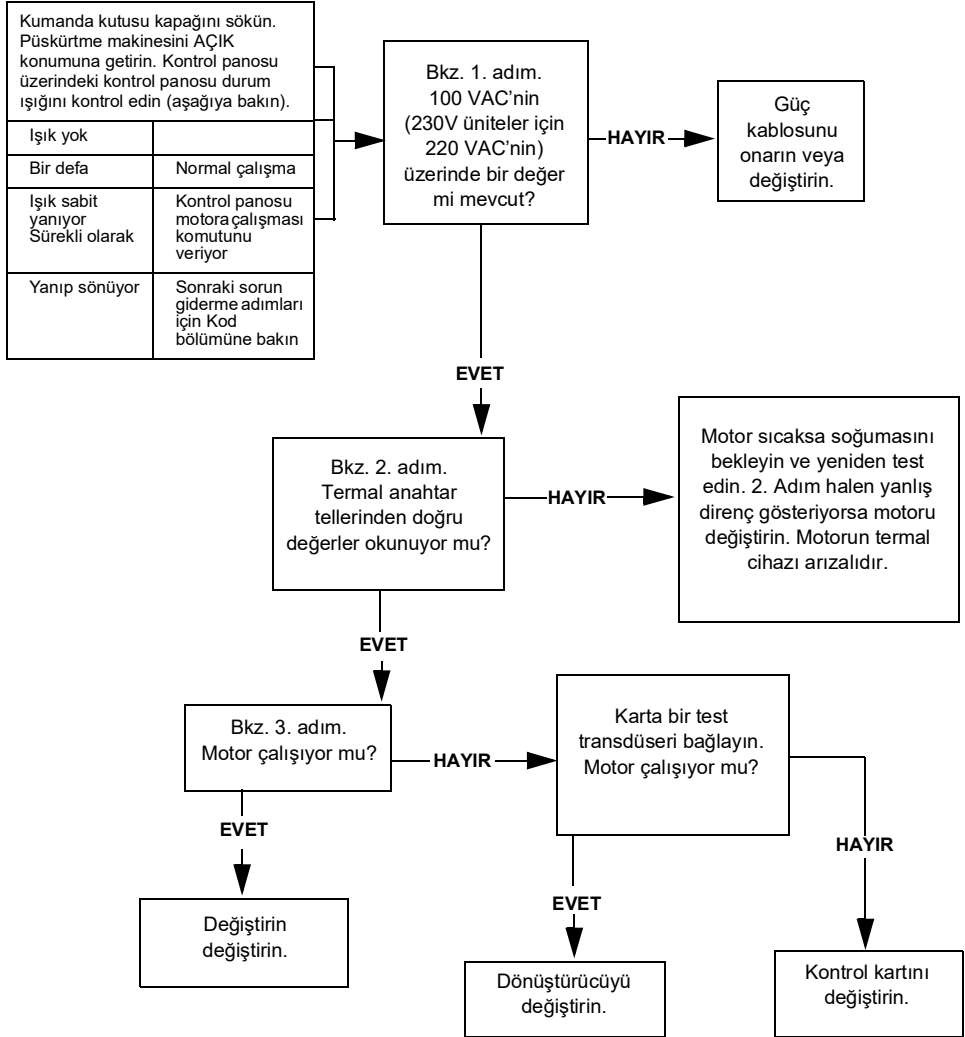 Kumanda kutusu kapağını sökün.
Püskürtme makinesini AÇIK
konumuna getirin. Kontrol panosu
üzerindeki kontrol panosu durum
ışığını kontrol edin (aşağıya bakın).
Işık yok
Bir defa
Normal çalışma
Işık sabit
yanıyor
Sürekli olarak
Kontrol panosu
motora çalışması
komutunu
veriyor
Yanıp sönüyor
Sonraki sorun
giderme adımları
için Kod
bölümüne bakın
Bkz. 1. adım.
100 VAC’nin
(230V üniteler için
220 VAC’nin)
üzerinde bir değer
mi mevcut?
HAYIR
Güç
kablosunu
onarın veya
değiştirin.
EVET
Bkz. 2. adım.
Termal anahtar
tellerinden doğru
değerler okunuyor mu?
HAYIR
Motor sıcaksa soğumasını
bekleyin ve yeniden test
edin. 2. Adım halen yanlış
direnç gösteriyorsa motoru
değiştirin. Motorun termal
cihazı arızalıdır.
EVET
Bkz. 3. adım.
Motor çalışıyor mu?
HAYIR
Karta bir test
transdüseri bağlayın.
Motor çalışıyor mu?
EVET
Değiştirin
değiştirin.
EVET
Dönüştürücüyü
değiştirin.
HAYIR
Kontrol kartını
değiştirin.